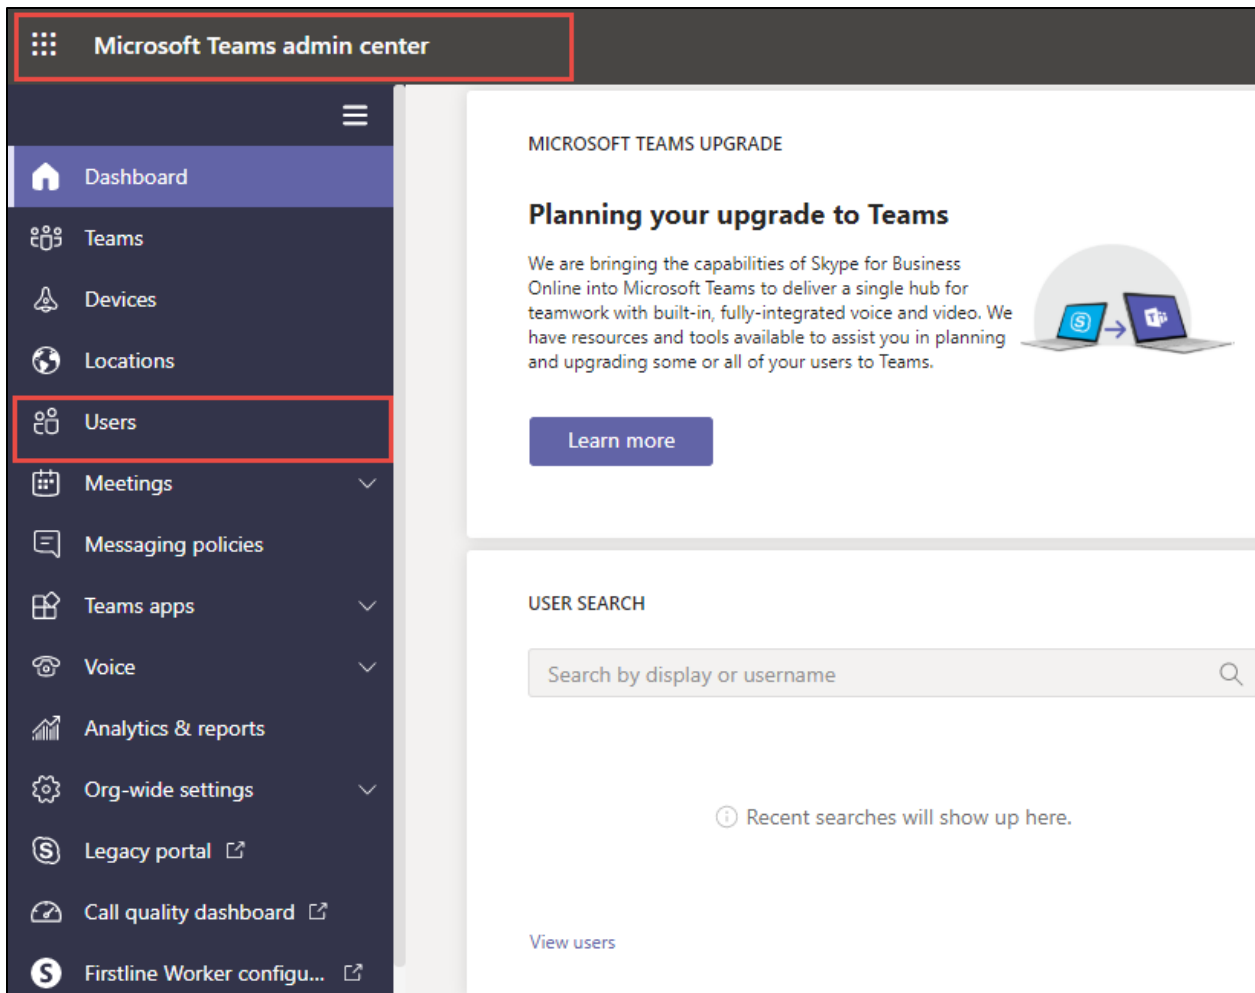 Microsoft Teams admin center
Dashboard
Teams
Devices
Locations
Users
Meetings
Messaging policies
Teams apps
Voice
Analytics & reports
Org-wide settings
Legacy portal
Call quality dashboard
Firstline Worker configu...
MICROSOFT TEAMS UPGRADE
Planning your upgrade to Teams
We are bringing the capabilities of Skype for Business
Online into Microsoft Teams to deliver a single hub for
teamwork with built-in, fully-integrated voice and video. We
have resources and tools available to assist you in planning
and upgrading some or all of your users to Teams.
Learn more
USER SEARCH
Search by display or username
Recent searches will show up here.
View users